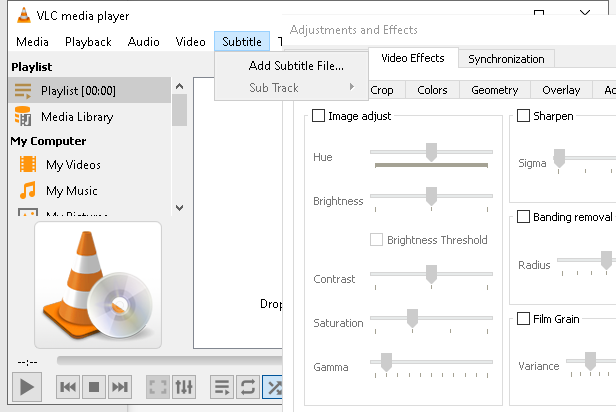 VLC media player
Adjustments and Effects
Media Playback Audio Video Subtitle
Add Subtitle File...
Sub Track
Video Effects Synchronization
Crop Colors Geometry Overlay
Playlist
Playlist [00:00]
Media Library
My Computer
My Videos
My Music
My Pictures
Image adjust
Hue
Brightness
Brightness Threshold
Contrast
Saturation
Gamma
Sharpen
Sigma
Banding removal
Radius
Film Grain
Variance
Drop
--:--